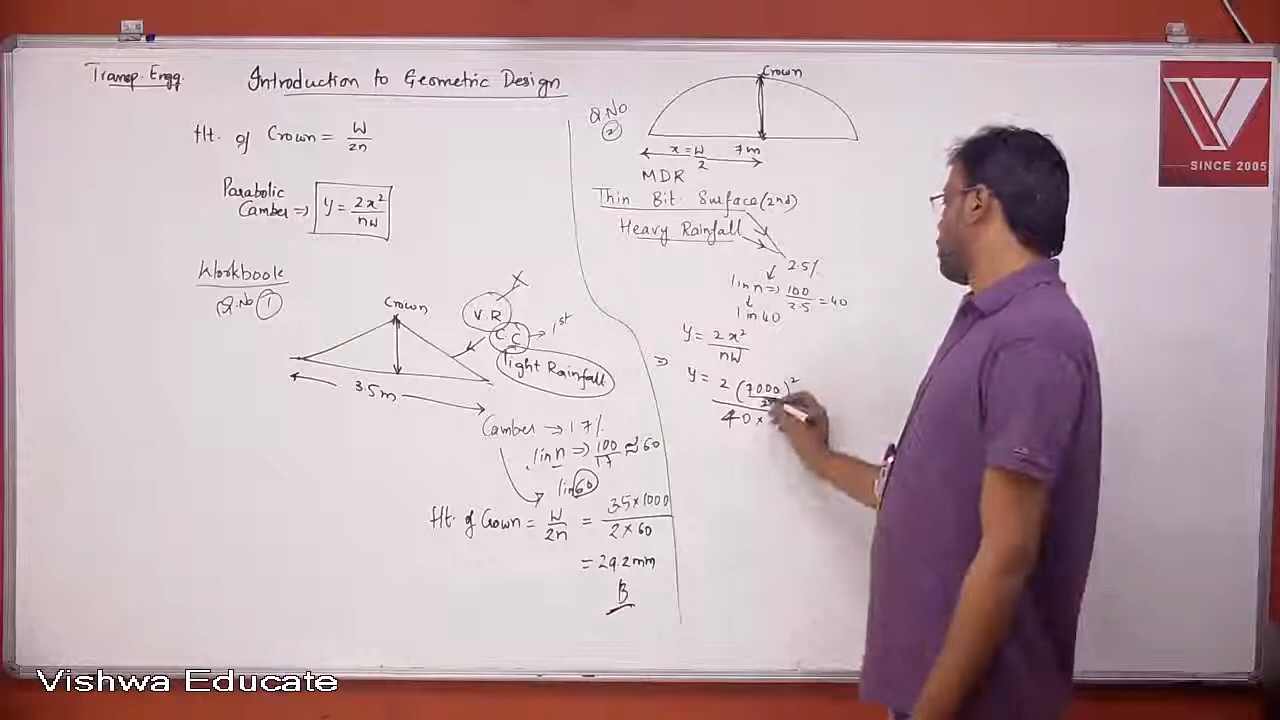 Transp. Engg.
Introduction to Geometric Design
Ht. of Crown = W/2n
Parabolic
Camber => y = 2x²/nW
Workbook
Q.No 1
Crown
V.R
CC → 1st
light Rainfall
3.5m
Camber → 1.7%
1 in n => 100/1.7 ≈ 60
1 in 60
Ht. of Crown = W/2n = 3.5×1000/2×60
= 29.2mm
B
Q.No
2
Crown
x = W/2 7m
MDR
Thin Bit. Surface (2nd)
Heavy Rainfall
2.5%
1 in n => 100/2.5 = 40
1 in 40
y = 2x²/nW
=> y = 2(7000/2)²/40×
SINCE 2005
Vishwa Educate